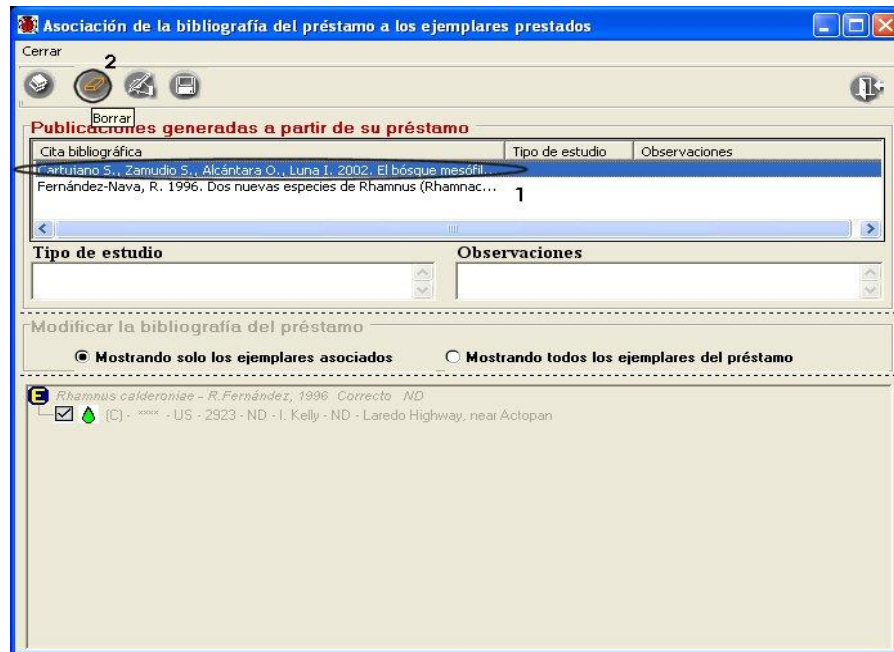 Asociación de la bibliografía del préstamo a los ejemplares prestados
Cerrar
2
Borrar
Publicaciones generadas a partir de su préstamo
Cita bibliográfica Tipo de estudio Observaciones
Cartujano S., Zamudio S., Alcántara O., Luna I. 2002. El bósque mesófil...
Fernández-Nava, R. 1996. Dos nuevas especies de Rhamnus (Rhamnac...
1
Tipo de estudio Observaciones
Modificar la bibliografía del préstamo
Mostrando solo los ejemplares asociados Mostrando todos los ejemplares del préstamo
E Rhamnus calderoniae - R.Fernández, 1996 Correcto ND
(C) - **** - US - 2923 - ND - I. Kelly - ND - Laredo Highway, near Actopan